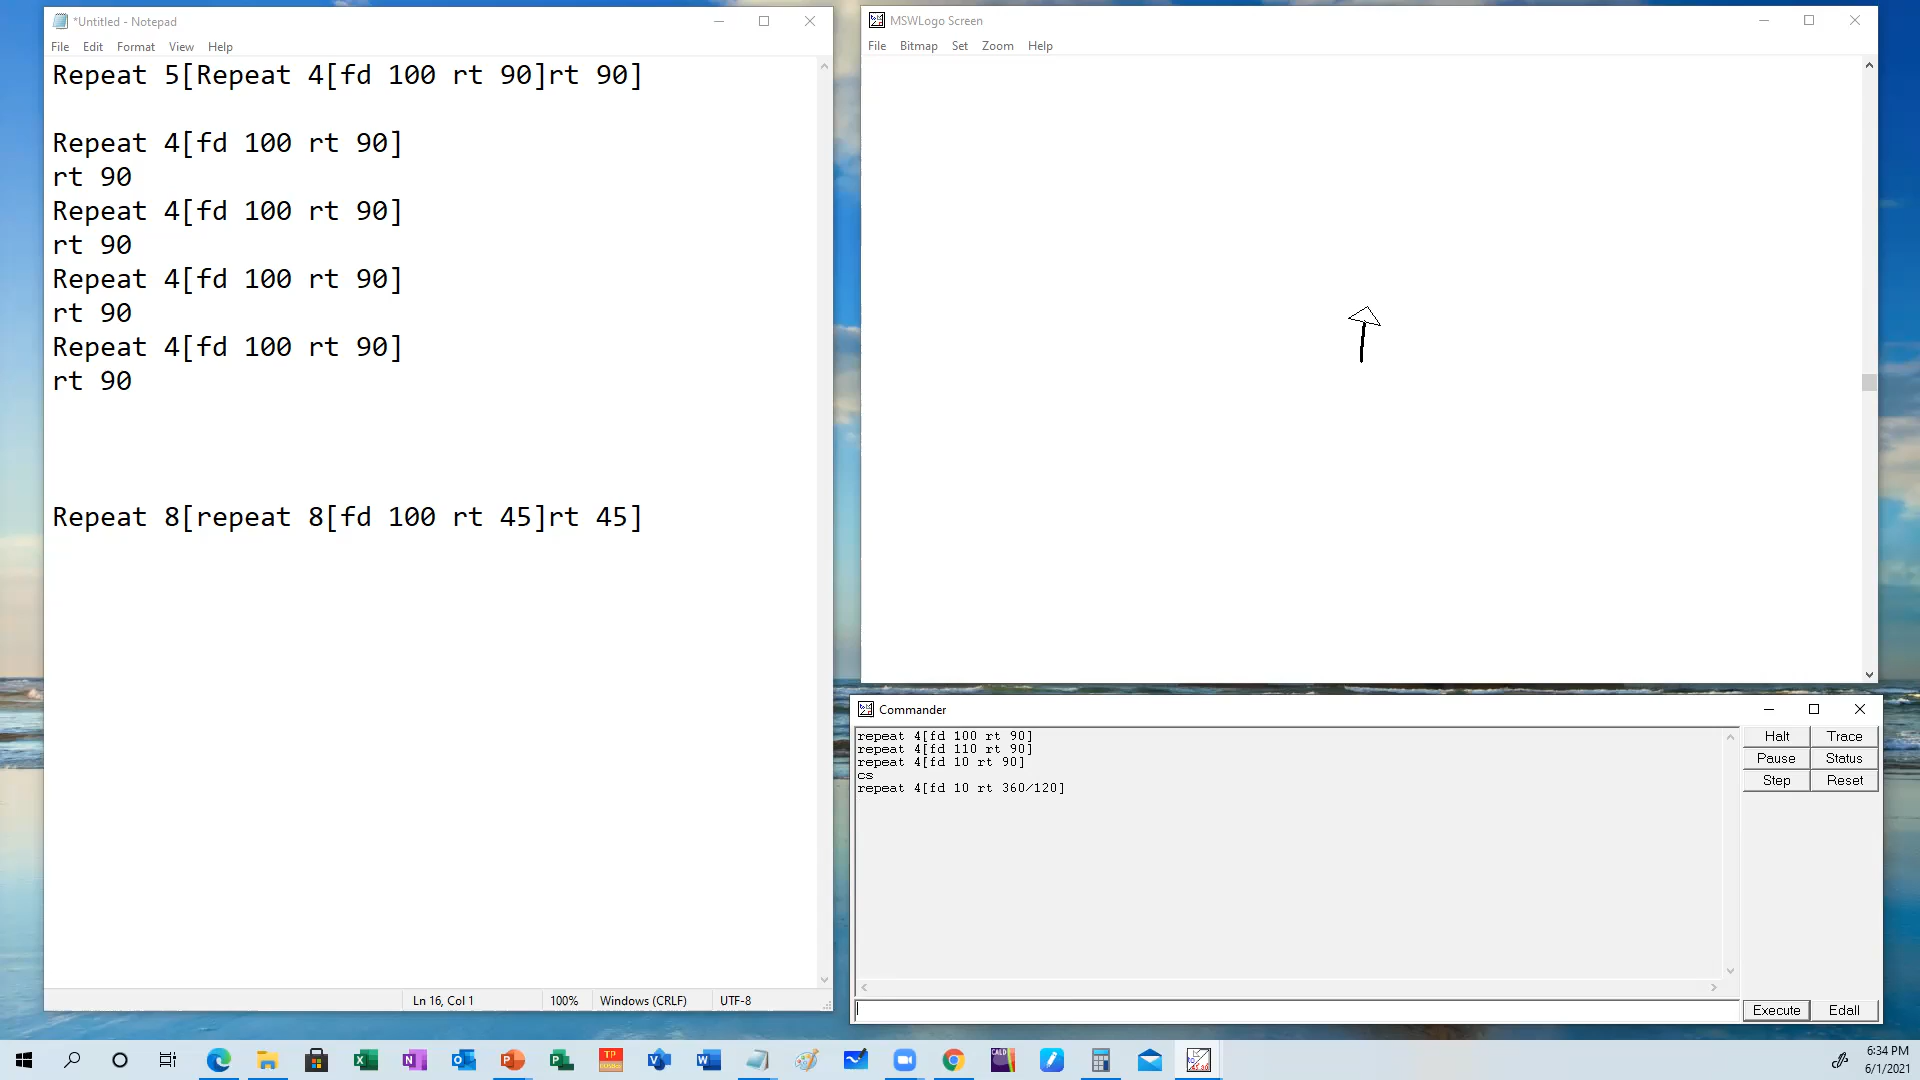 *Untitled - Notepad
File Edit Format View Help
Repeat 5[Repeat 4[fd 100 rt 90]rt 90]
Repeat 4[fd 100 rt 90]
rt 90
Repeat 4[fd 100 rt 90]
rt 90
Repeat 4[fd 100 rt 90]
rt 90
Repeat 4[fd 100 rt 90]
rt 90
Repeat 8[repeat 8[fd 100 rt 45]rt 45]
Ln 16, Col 1 100% Windows (CRLF) UTF-8
MSWLogo Screen
File Bitmap Set Zoom Help
Commander
repeat 4[fd 100 rt 90]
repeat 4[fd 110 rt 90]
repeat 4[fd 10 rt 90]
cs
repeat 4[fd 10 rt 360/120]
Halt Trace
Pause Status
Step Reset
Execute Edall
6:34 PM
6/1/2021